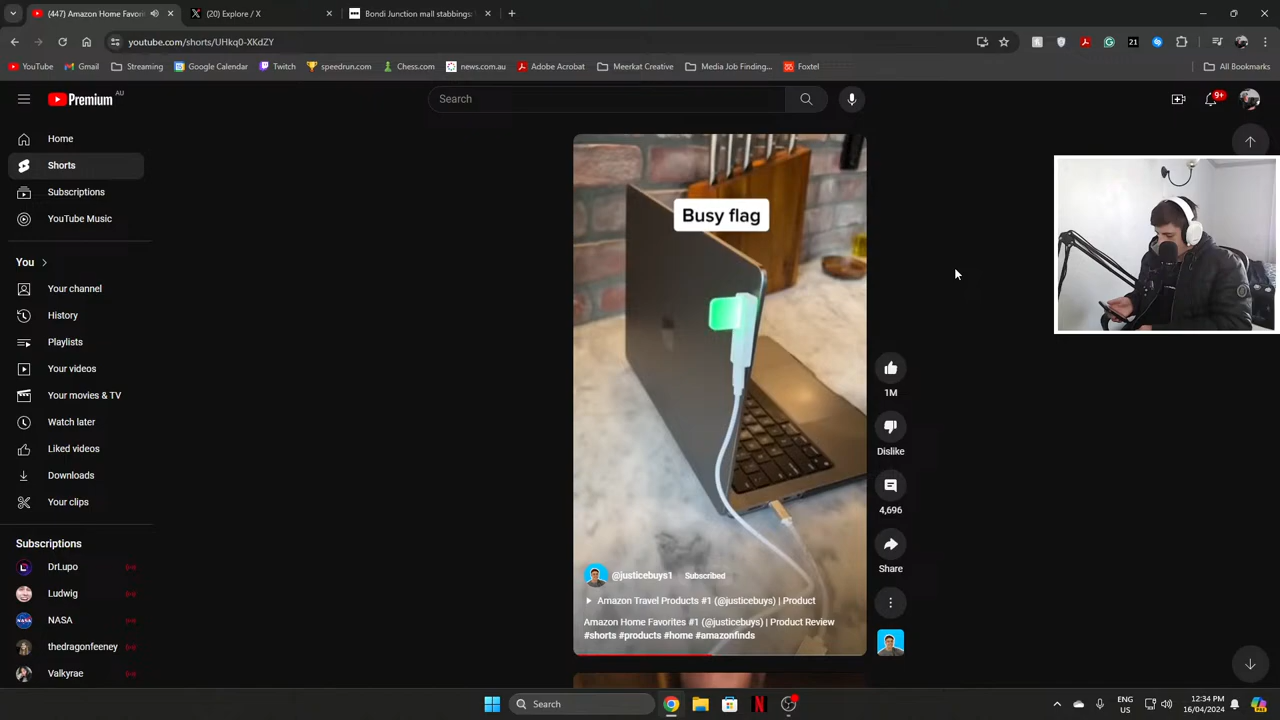 (447) Amazon Home Favorit
(20) Explore / X
Bondi Junction mall stabbings:
youtube.com/shorts/UHkq0-XKdZY
YouTube
Gmail
Streaming
Google Calendar
Twitch
speedrun.com
Chess.com
news.com.au
Adobe Acrobat
Meerkat Creative
Media Job Finding...
Foxtel
All Bookmarks
Premium AU
Search
9+
Home
Shorts
Subscriptions
YouTube Music
You
Your channel
History
Playlists
Your videos
Your movies & TV
Watch later
Liked videos
Downloads
Your clips
Subscriptions
DrLupo
Ludwig
NASA
thedragonfeeney
Valkyrae
Busy flag
@justicebuys1 Subscribed
Amazon Travel Products #1 (@justicebuys) | Product
Amazon Home Favorites #1 (@justicebuys) | Product Review
#shorts #products #home #amazonfinds
1M
Dislike
4,696
Share
Search
ENG
US
12:34 PM
16/04/2024